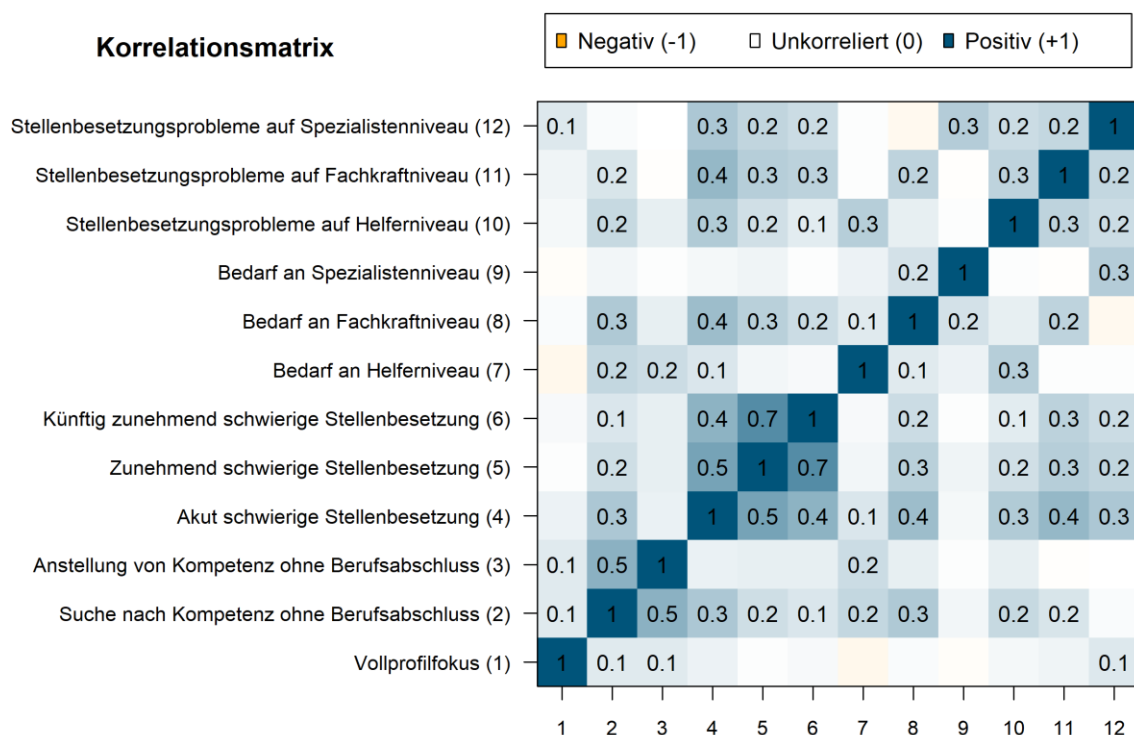 Korrelationsmatrix
Negativ (-1) Unkorreliert (0) Positiv (+1)
Stellenbesetzungsprobleme auf Spezialistenniveau (12) 0.1 0.3 0.2 0.2 0.3 0.2 0.2 1
Stellenbesetzungsprobleme auf Fachkraftniveau (11) 0.2 0.4 0.3 0.3 0.2 0.3 1 0.2
Stellenbesetzungsprobleme auf Helferniveau (10) 0.2 0.3 0.2 0.1 0.3 1 0.3 0.2
Bedarf an Spezialistenniveau (9) 0.2 1 0.3
Bedarf an Fachkraftniveau (8) 0.3 0.4 0.3 0.2 0.1 1 0.2 0.2
Bedarf an Helferniveau (7) 0.2 0.2 0.1 1 0.1 0.3
Künftig zunehmend schwierige Stellenbesetzung (6) 0.1 0.4 0.7 1 0.2 0.1 0.3 0.2
Zunehmend schwierige Stellenbesetzung (5) 0.2 0.5 1 0.7 0.3 0.2 0.3 0.2
Akut schwierige Stellenbesetzung (4) 0.3 1 0.5 0.4 0.1 0.4 0.3 0.4 0.3
Anstellung von Kompetenz ohne Berufsabschluss (3) 0.1 0.5 1 0.2
Suche nach Kompetenz ohne Berufsabschluss (2) 0.1 1 0.5 0.3 0.2 0.1 0.2 0.3 0.2 0.2
Vollprofilfokus (1) 1 0.1 0.1 0.1
1 2 3 4 5 6 7 8 9 10 11 12